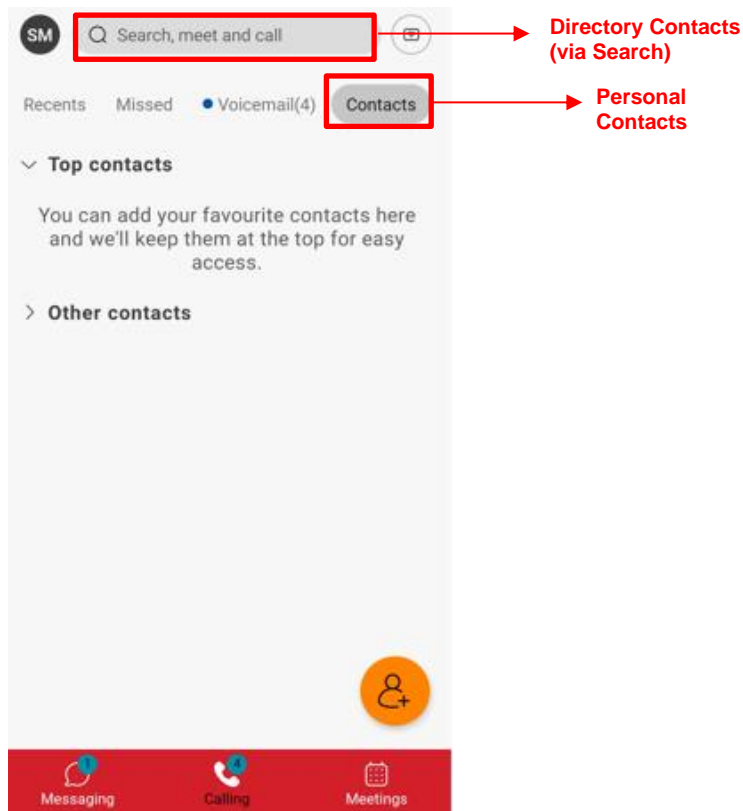 SM
Search, meet and call
Directory Contacts
(via Search)
Recents Missed Voicemail(4) Contacts
Personal
Contacts
Top contacts
You can add your favourite contacts here
and we'll keep them at the top for easy
access.
Other contacts
1
4
Messaging Calling Meetings